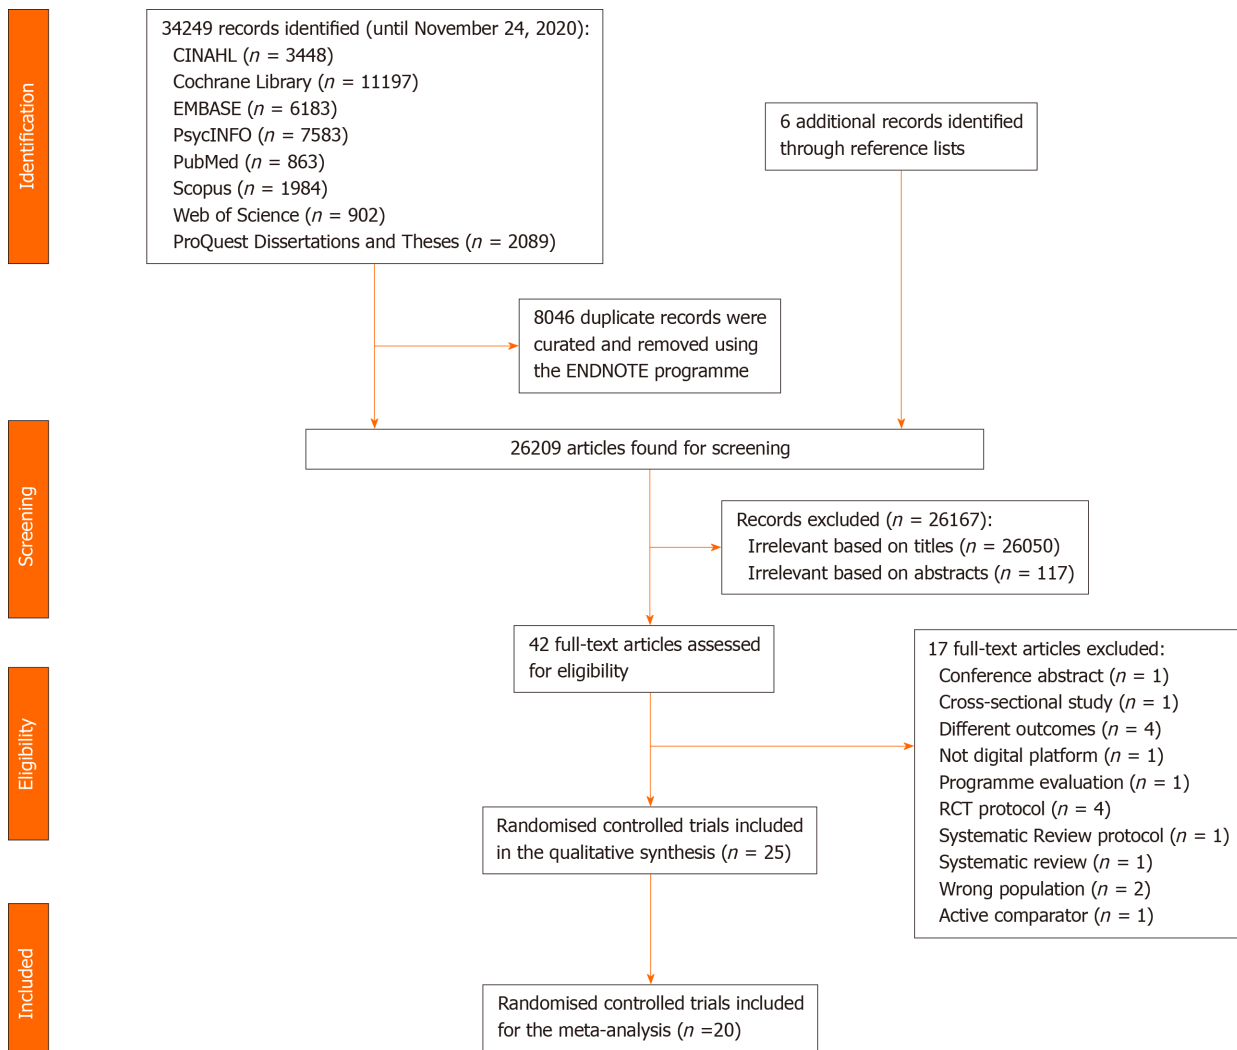 Identification
34249 records identified (until November 24, 2020):
CINAHL (n = 3448)
Cochrane Library (n = 11197)
EMBASE (n = 6183)
PsycINFO (n = 7583)
PubMed (n = 863)
Scopus (n = 1984)
Web of Science (n = 902)
ProQuest Dissertations and Theses (n = 2089)
6 additional records identified
through reference lists
8046 duplicate records were
curated and removed using
the ENDNOTE programme
Screening
26209 articles found for screening
Records excluded (n = 26167):
Irrelevant based on titles (n = 26050)
Irrelevant based on abstracts (n = 117)
Eligibility
42 full-text articles assessed
for eligibility
17 full-text articles excluded:
Conference abstract (n = 1)
Cross-sectional study (n = 1)
Different outcomes (n = 4)
Not digital platform (n = 1)
Programme evaluation (n = 1)
RCT protocol (n = 4)
Systematic Review protocol (n = 1)
Systematic review (n = 1)
Wrong population (n = 2)
Active comparator (n = 1)
Randomised controlled trials included
in the qualitative synthesis (n = 25)
Included
Randomised controlled trials included
for the meta-analysis (n =20)